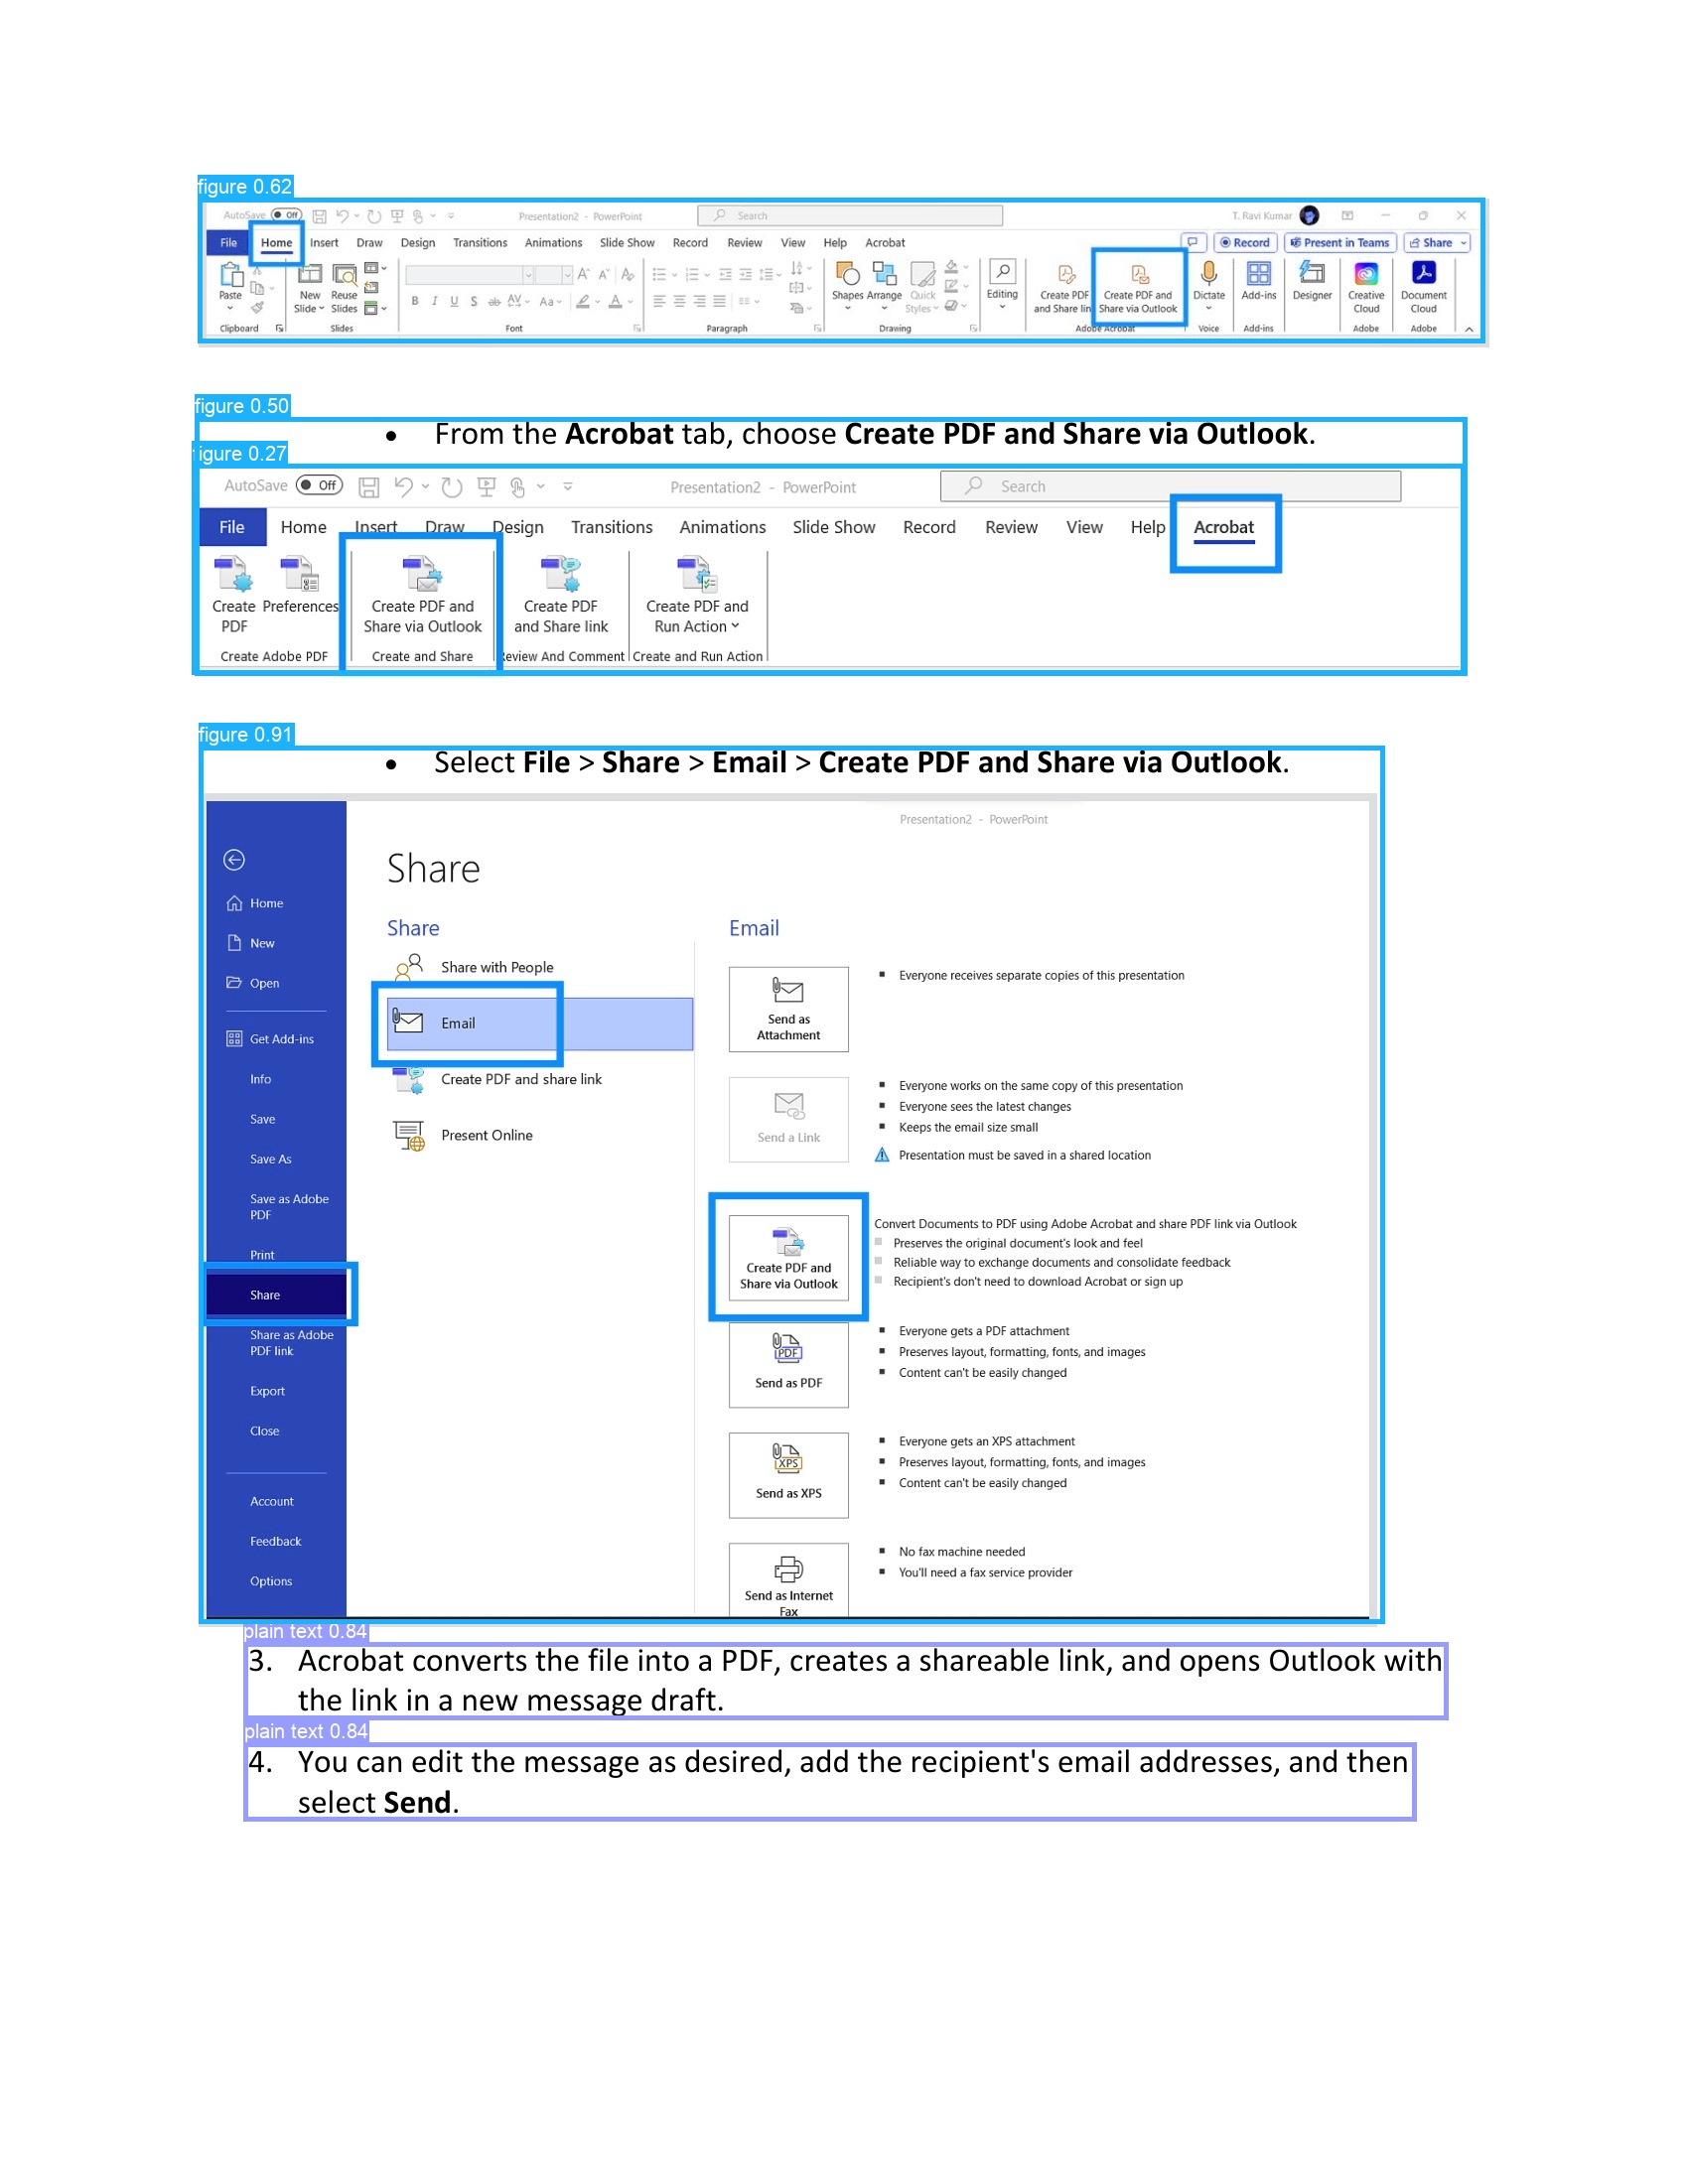 figure 0.62
AutoSave Off Presentation2 - PowerPoint Search T. Ravi Kumar
File Home Insert Draw Design Transitions Animations Slide Show Record Review View Help Acrobat Record Present in Teams Share
Paste New Slide Reuse Slides B I U S ab AV Aa A A A Shapes Arrange Quick Styles Editing Create PDF and Share lin Create PDF and Share via Outlook Dictate Add-ins Designer Creative Cloud Document Cloud
Clipboard Slides Font Paragraph Drawing Adobe Acrobat Voice Add-ins Adobe Adobe
figure 0.50
• From the Acrobat tab, choose Create PDF and Share via Outlook.
igure 0.27
AutoSave Off Presentation2 - PowerPoint Search
File Home Insert Draw Design Transitions Animations Slide Show Record Review View Help Acrobat
Create Preferences Create PDF and Create PDF Create PDF and
PDF Share via Outlook and Share link Run Action
Create Adobe PDF Create and Share eview And Comment Create and Run Action
figure 0.91
• Select File > Share > Email > Create PDF and Share via Outlook.
Presentation2 - PowerPoint
Home
New
Open
Get Add-ins
Info
Save
Save As
Save as Adobe
PDF
Print
Share
Share as Adobe
PDF link
Export
Close
Account
Feedback
Options
Share
Share
Share with People
Email
Create PDF and share link
Present Online
Email
Send as
Attachment
Everyone receives separate copies of this presentation
Send a Link
Everyone works on the same copy of this presentation
Everyone sees the latest changes
Keeps the email size small
Presentation must be saved in a shared location
Create PDF and
Share via Outlook
Convert Documents to PDF using Adobe Acrobat and share PDF link via Outlook
Preserves the original document's look and feel
Reliable way to exchange documents and consolidate feedback
Recipient's don't need to download Acrobat or sign up
PDF
Send as PDF
Everyone gets a PDF attachment
Preserves layout, formatting, fonts, and images
Content can't be easily changed
XPS
Send as XPS
Everyone gets an XPS attachment
Preserves layout, formatting, fonts, and images
Content can't be easily changed
Send as Internet
Fax
No fax machine needed
You'll need a fax service provider
plain text 0.84
3. Acrobat converts the file into a PDF, creates a shareable link, and opens Outlook with
the link in a new message draft.
plain text 0.84
4. You can edit the message as desired, add the recipient's email addresses, and then
select Send.